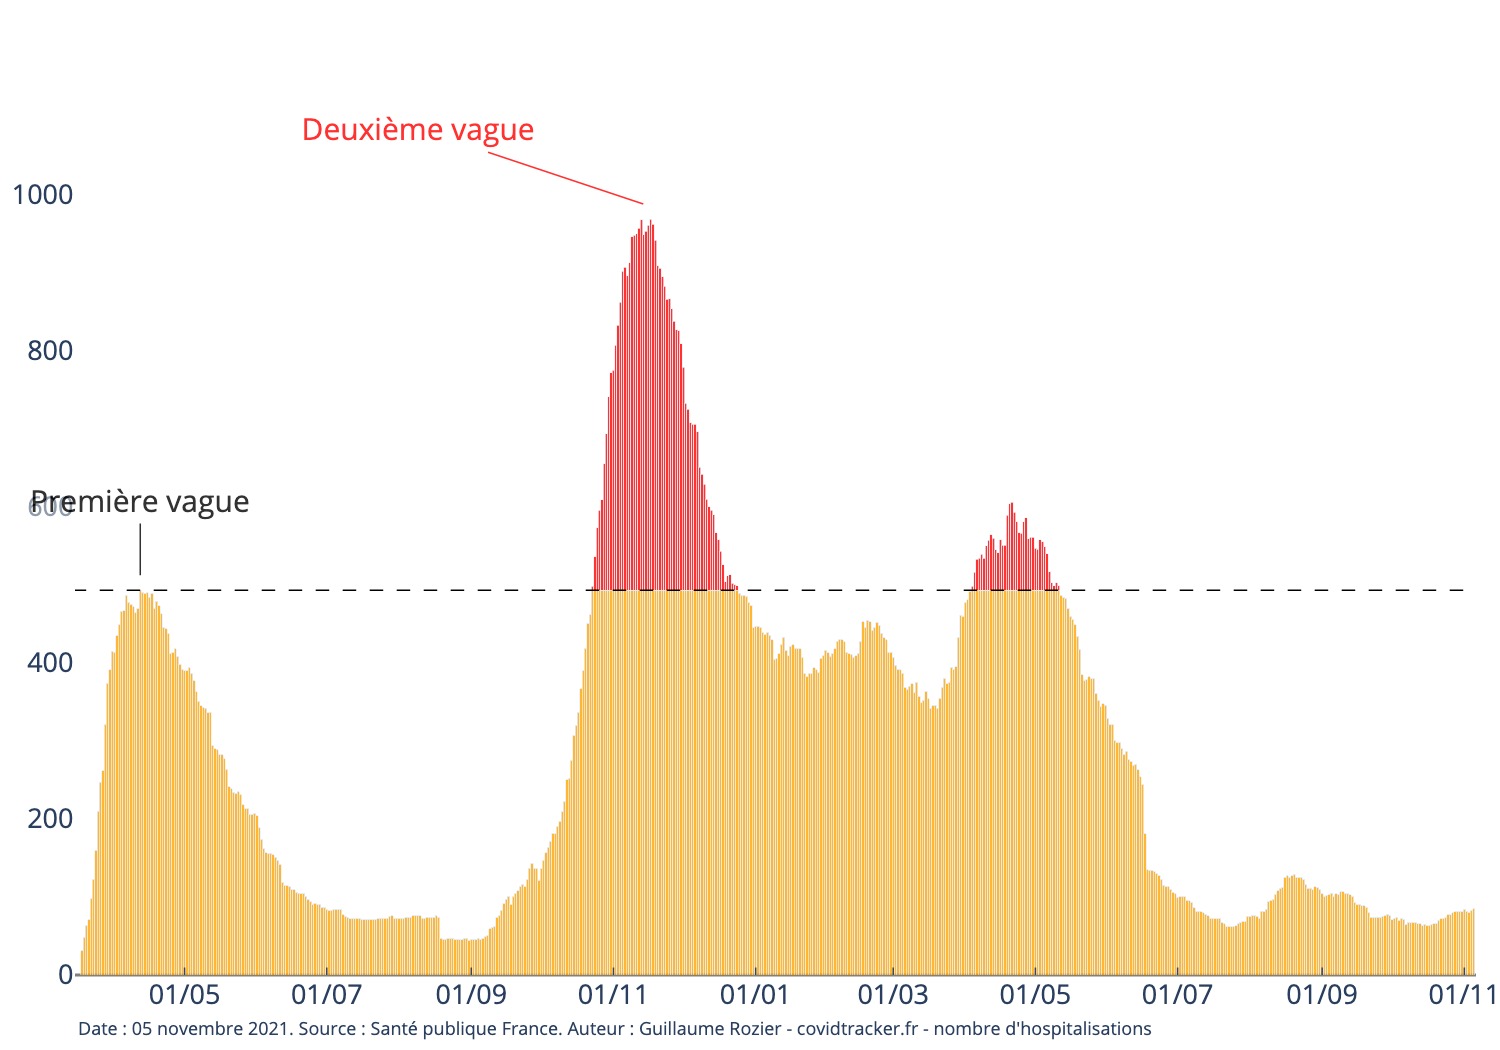 Deuxième vague
1000
800
600
Première vague
400
200
0
01/05 01/07 01/09 01/11 01/01 01/03 01/05 01/07 01/09 01/11
Date : 05 novembre 2021. Source : Santé publique France. Auteur : Guillaume Rozier - covidtracker.fr - nombre d'hospitalisations